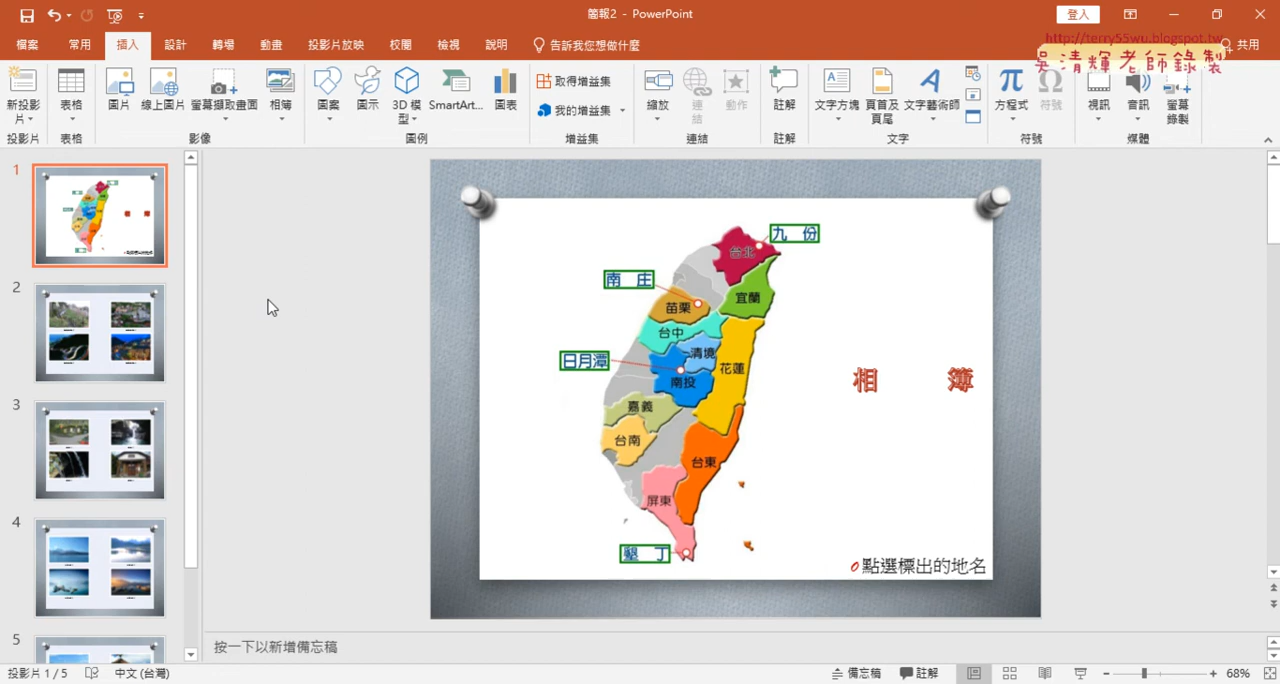 簡報2 - PowerPoint
登入
檔案 常用 插入 設計 轉場 動畫 投影片放映 校閱 檢視 說明 告訴我您想做什麼 共用
http://terry55wu.blogspot.tw
吳清輝老師錄製
新投影片 表格 圖片 線上圖片 螢幕擷取畫面 相簿 圖案 圖示 3D 模型 SmartArt... 圖表 取得增益集 我的增益集 縮放 連結 動作 註解 文字方塊 頁首及頁尾 文字藝術師 方程式 符號 視訊 音訊 螢幕錄製
投影片 表格 影像 圖例 增益集 連結 註解 文字 符號 媒體
1
2
3
4
5
九 份
台北
南 庄
宜蘭
苗栗
台中
清境
日月潭
花蓮
南投
相 簿
嘉義
台南
台東
屏東
墾 丁
點選標出的地名
按一下以新增備忘稿
投影片 1 / 5 中文 (台灣) 備忘稿 註解 68%